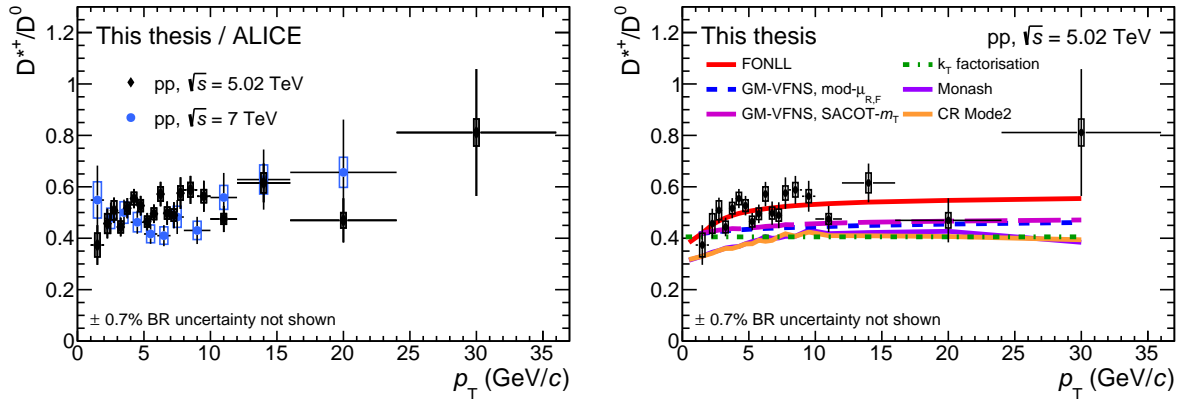 D*+/D0
1.2
1
0.8
0.6
0.4
0.2
0
This thesis / ALICE
pp, √s = 5.02 TeV
pp, √s = 7 TeV
± 0.7% BR uncertainty not shown
0 5 10 15 20 25 30 35
pT (GeV/c)
D*+/D0
1.2
1
0.8
0.6
0.4
0.2
0
This thesis
pp, √s = 5.02 TeV
FONLL
GM-VFNS, mod-μR,F
GM-VFNS, SACOT-mT
kT factorisation
Monash
CR Mode2
± 0.7% BR uncertainty not shown
0 5 10 15 20 25 30 35
pT (GeV/c)